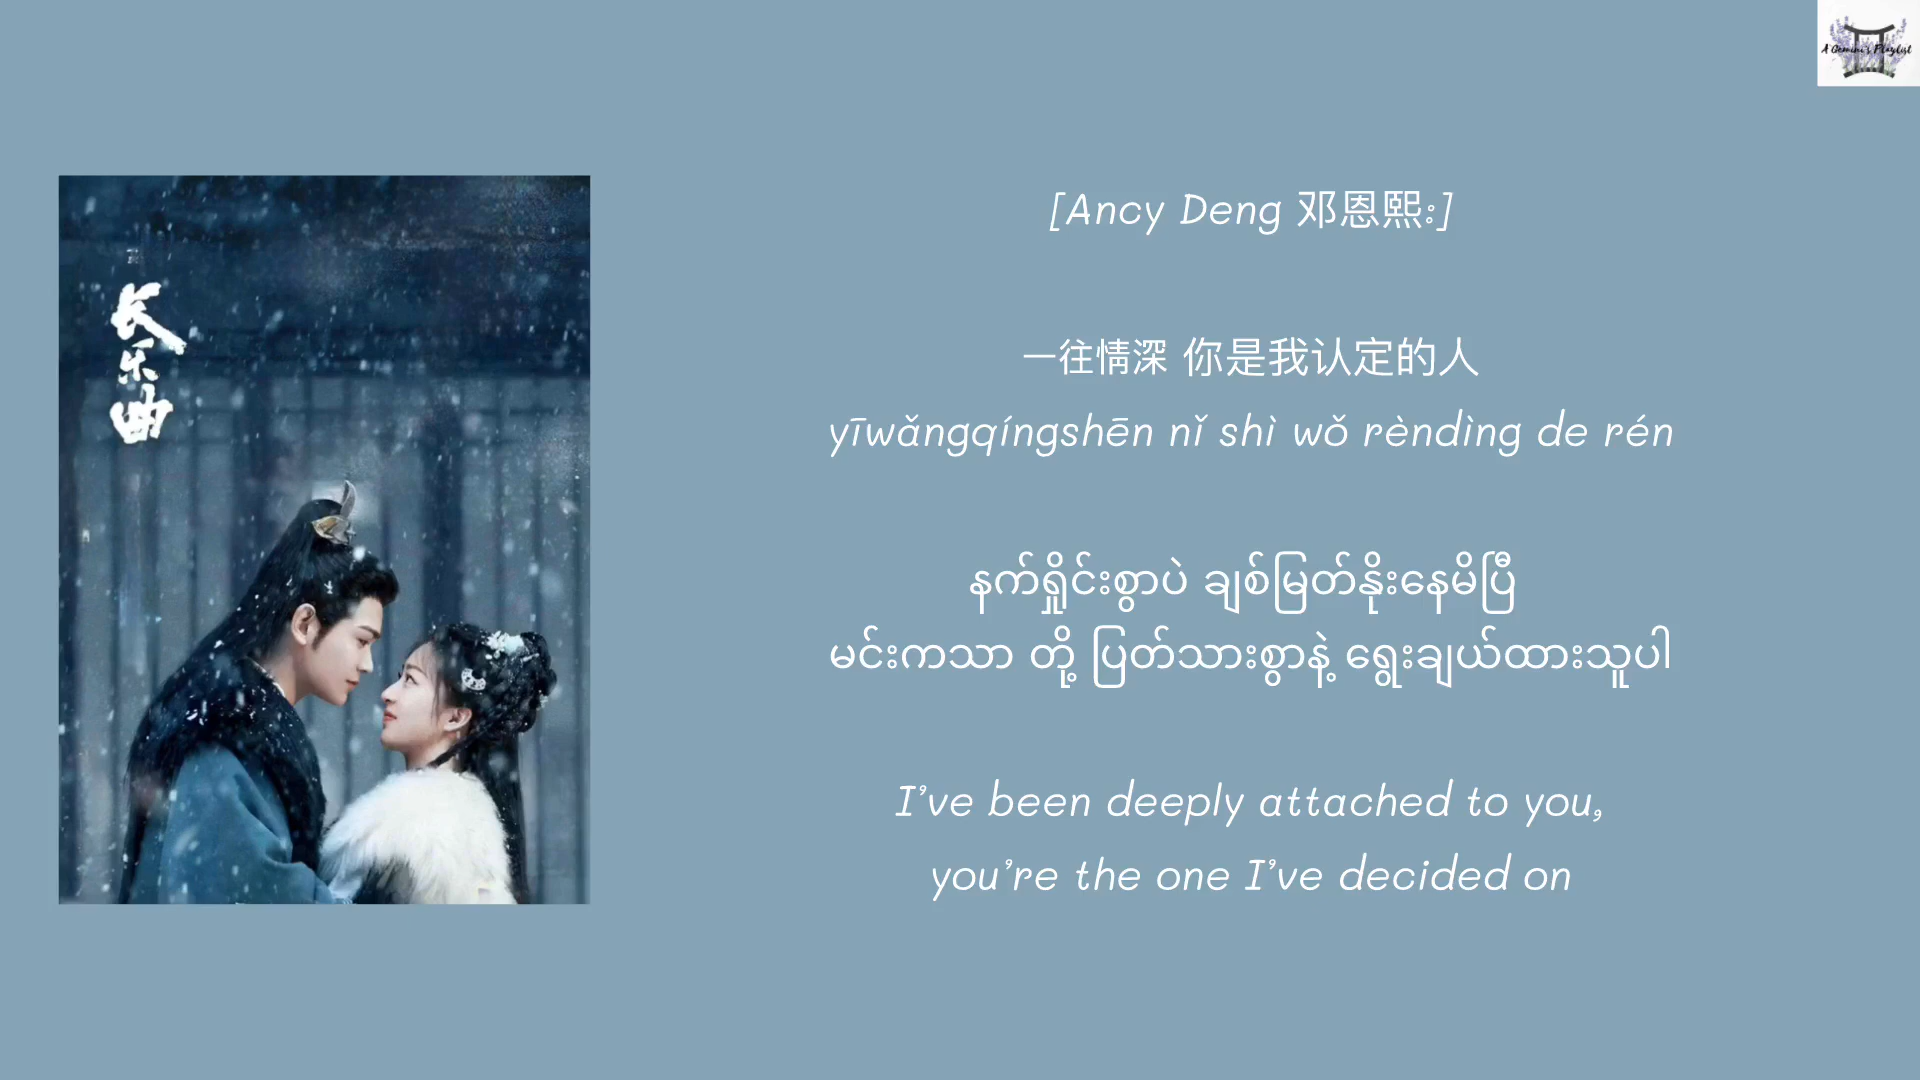 A Gemini's Playlist
长乐曲
[Ancy Deng 邓恩熙:]
一往情深 你是我认定的人
yīwǎngqíngshēn nǐ shì wǒ rèndìng de rén
နက်ရှိုင်းစွာပဲ ချစ်မြတ်နိုးနေမိပြီ
မင်းကသာ တို့ ပြတ်သားစွာနဲ့ ရွေးချယ်ထားသူပါ
I've been deeply attached to you,
you're the one I've decided on